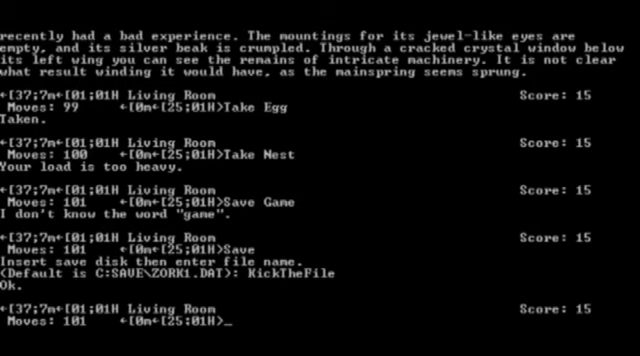 recently had a bad experience. The mountings for its jewel-like eyes are
empty, and its silver beak is crumpled. Through a cracked crystal window below
its left wing you can see the remains of intricate machinery. It is not clear
what result winding it would have, as the mainspring seems sprung.
←[37;7m←[01;01H Living Room Score: 15
Moves: 99 ←[0m←[25;01H>Take Egg
Taken.
←[37;7m←[01;01H Living Room Score: 15
Moves: 100 ←[0m←[25;01H>Take Nest
Your load is too heavy.
←[37;7m←[01;01H Living Room Score: 15
Moves: 101 ←[0m←[25;01H>Save Game
I don't know the word "game".
←[37;7m←[01;01H Living Room Score: 15
Moves: 101 ←[0m←[25;01H>Save
Insert save disk then enter file name.
(Default is C:SAVE\ZORK1.DAT): KickTheFile
Ok.
←[37;7m←[01;01H Living Room Score: 15
Moves: 101 ←[0m←[25;01H>_